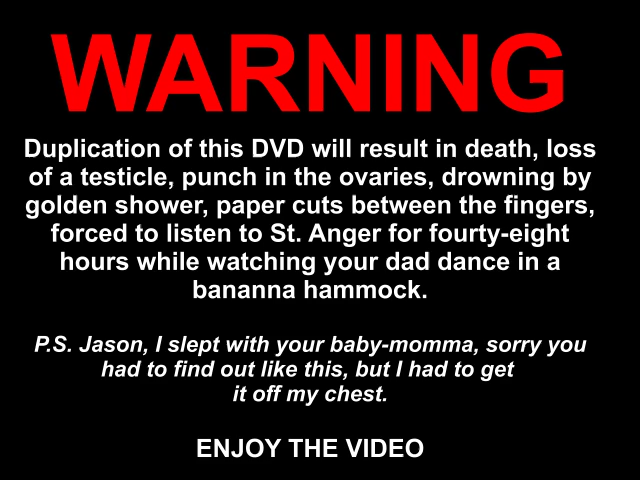 WARNING
Duplication of this DVD will result in death, loss
of a testicle, punch in the ovaries, drowning by
golden shower, paper cuts between the fingers,
forced to listen to St. Anger for fourty-eight
hours while watching your dad dance in a
bananna hammock.
P.S. Jason, I slept with your baby-momma, sorry you
had to find out like this, but I had to get
it off my chest.
ENJOY THE VIDEO